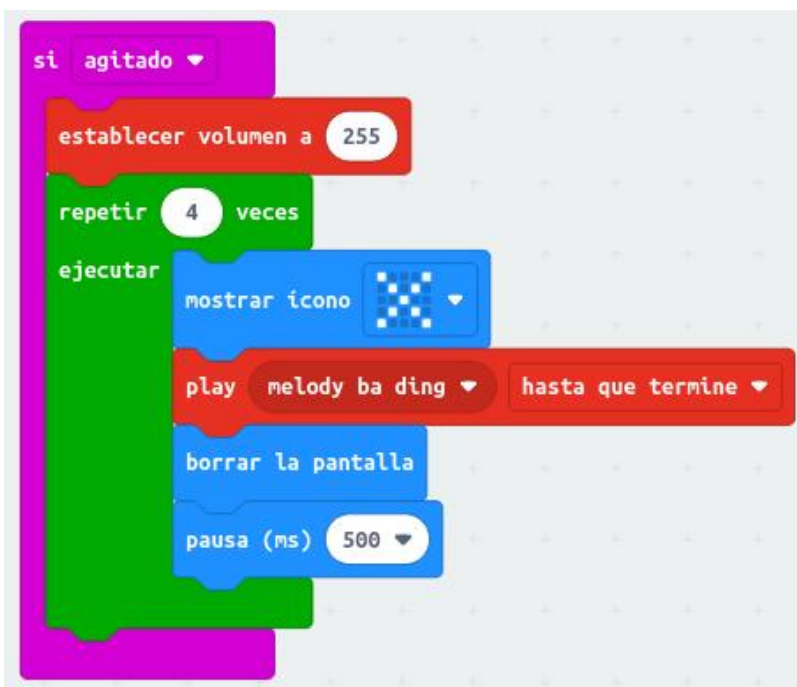 si agitado
establecer volumen a 255
repetir 4 veces
ejecutar
mostrar ícono
play melody ba ding hasta que termine
borrar la pantalla
pausa (ms) 500